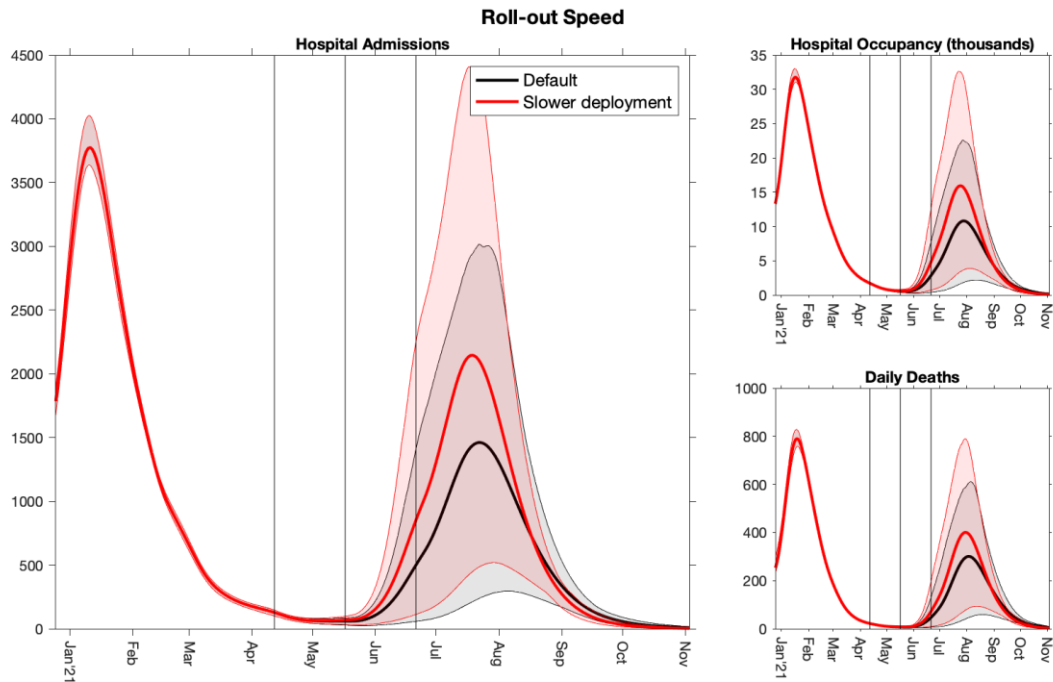 Roll-out Speed
Hospital Admissions
4500
4000
3500
3000
2500
2000
1500
1000
500
0
Jan'21
Feb
Mar
Apr
May
Jun
Jul
Aug
Sep
Oct
Nov
Default
Slower deployment
Hospital Occupancy (thousands)
35
30
25
20
15
10
5
0
Jan'21
Feb
Mar
Apr
May
Jun
Jul
Aug
Sep
Oct
Nov
Daily Deaths
1000
800
600
400
200
0
Jan'21
Feb
Mar
Apr
May
Jun
Jul
Aug
Sep
Oct
Nov